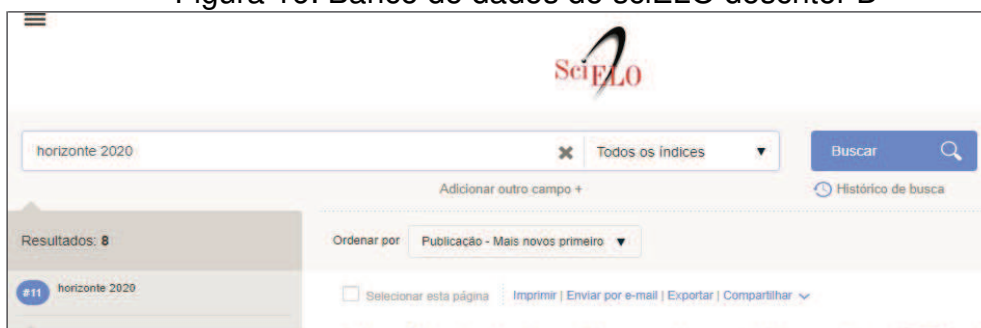 SciELO
horizonte 2020 Todos os índices Buscar
Adicionar outro campo + Histórico de busca
Resultados: 8 Ordenar por Publicação - Mais novos primeiro
#11 horizonte 2020 Selecionar esta página Imprimir | Enviar por e-mail | Exportar | Compartilhar